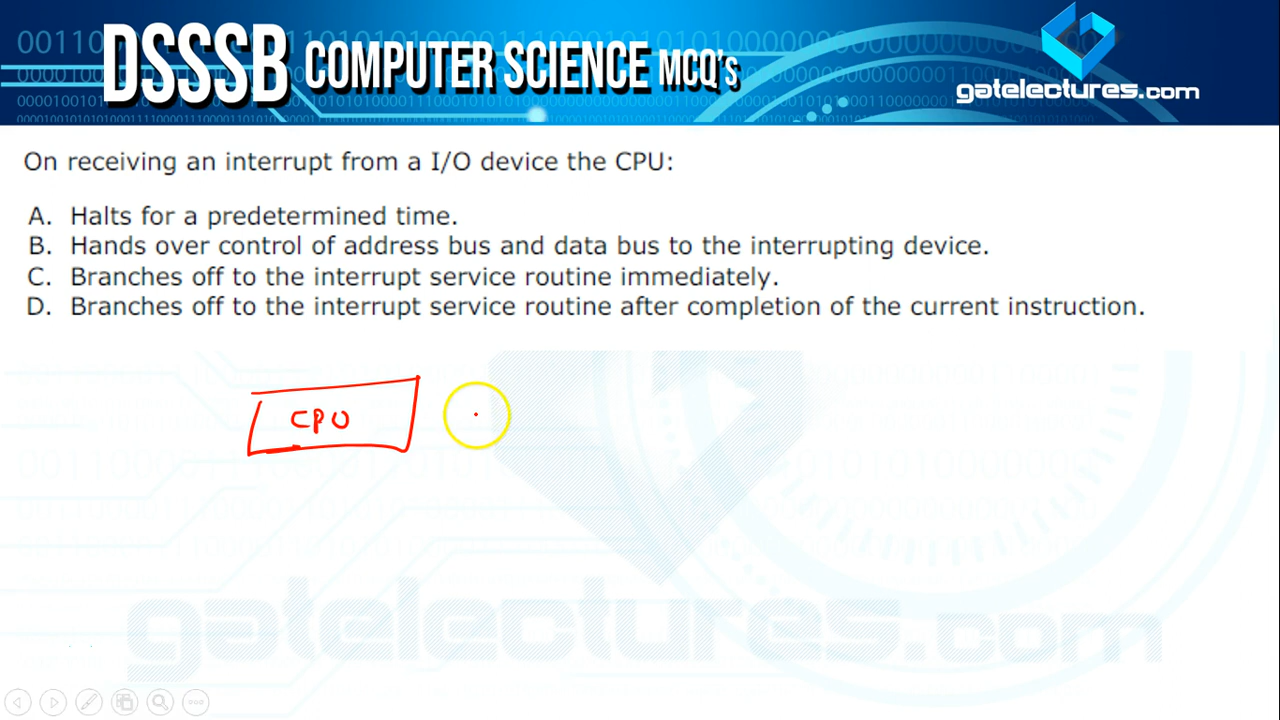 DSSSB COMPUTER SCIENCE MCQ's
gatelectures.com
On receiving an interrupt from a I/O device the CPU:
A. Halts for a predetermined time.
B. Hands over control of address bus and data bus to the interrupting device.
C. Branches off to the interrupt service routine immediately.
D. Branches off to the interrupt service routine after completion of the current instruction.
CPU
gatelectures.com